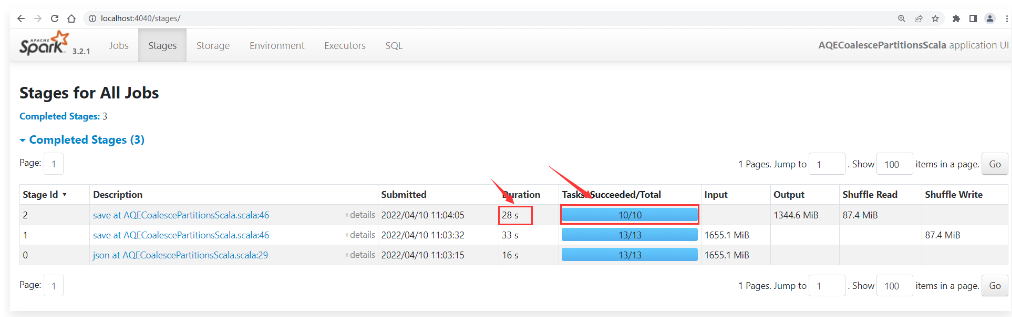 localhost:4040/stages/
APACHE Spark 3.2.1 Jobs Stages Storage Environment Executors SQL AQECoalescePartitionsScala application UI
Stages for All Jobs
Completed Stages: 3
Completed Stages (3)
Page: 1 1 Pages. Jump to 1 . Show 100 items in a page. Go
Stage Id ▾ Description Submitted Duration Tasks: Succeeded/Total Input Output Shuffle Read Shuffle Write
2 save at AQECoalescePartitionsScala.scala:46 +details 2022/04/10 11:04:05 28 s 10/10 1344.6 MiB 87.4 MiB
1 save at AQECoalescePartitionsScala.scala:46 +details 2022/04/10 11:03:32 33 s 13/13 1655.1 MiB 87.4 MiB
0 json at AQECoalescePartitionsScala.scala:29 +details 2022/04/10 11:03:15 16 s 13/13 1655.1 MiB
Page: 1 1 Pages. Jump to 1 . Show 100 items in a page. Go